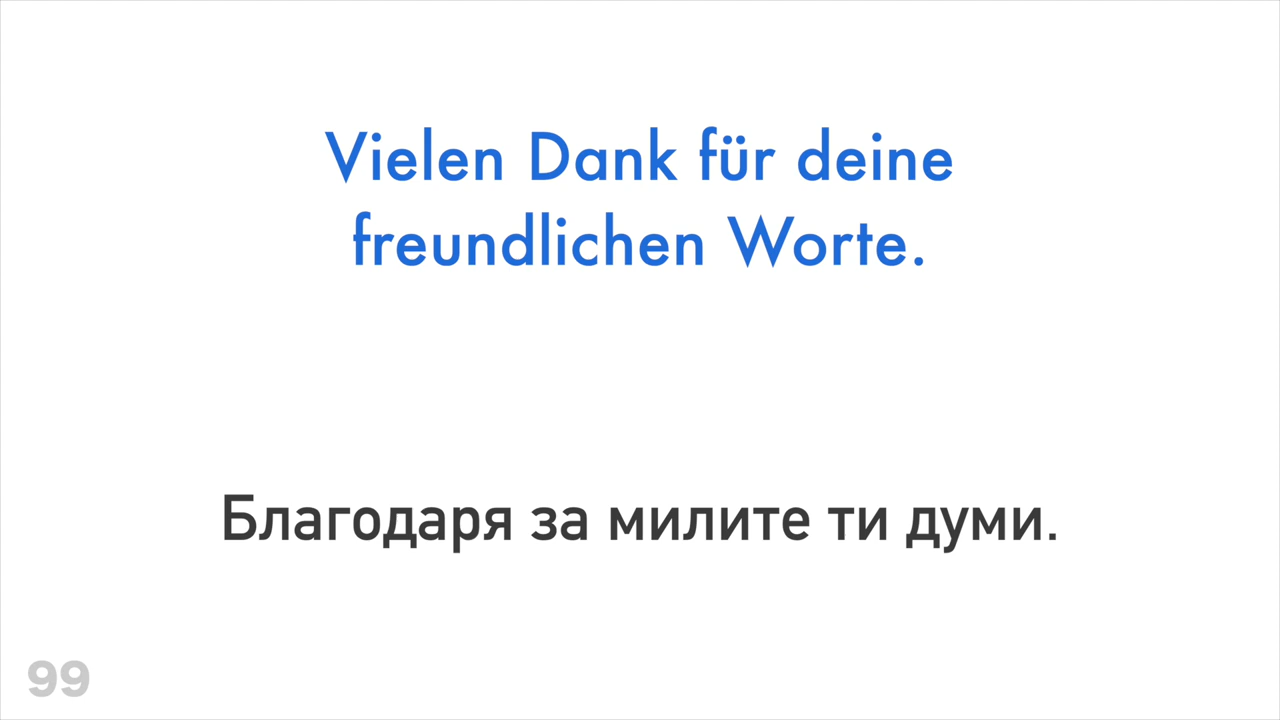 Vielen Dank für deine
freundlichen Worte.
Благодаря за милите ти думи.
99